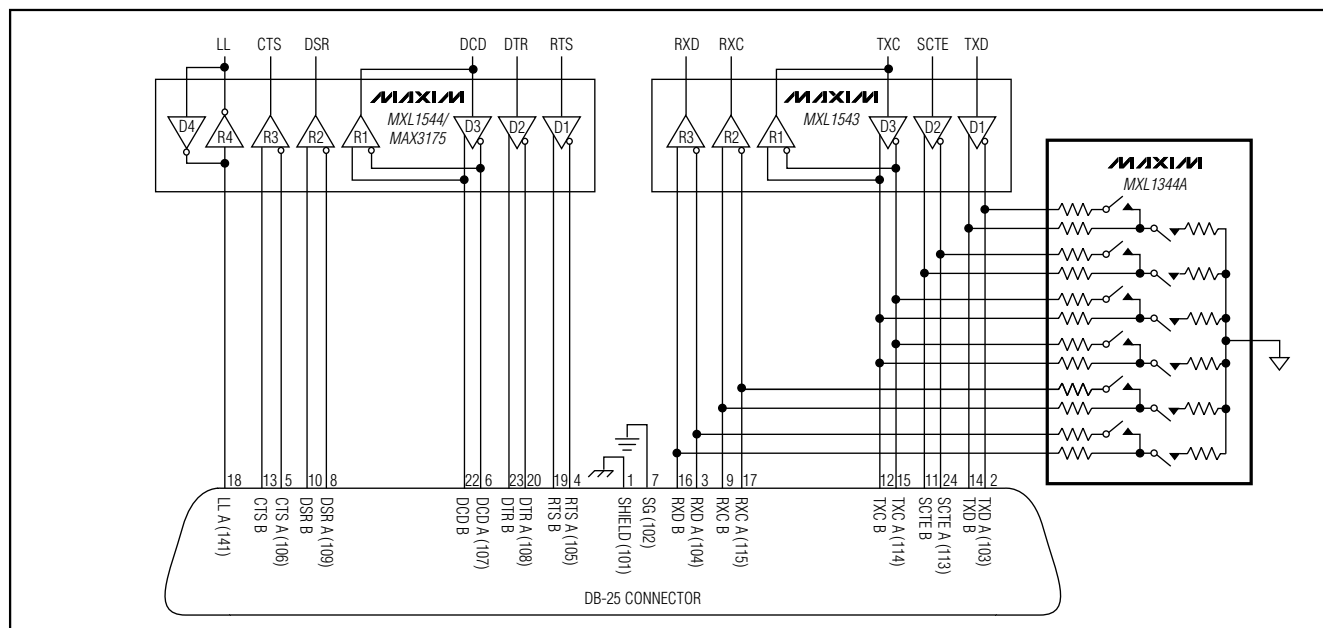 LL CTS DSR DCD DTR RTS RXD RXC TXC SCTE TXD
MAXIM
MXL1544/
MAX3175
D4 R4 R3 R2 R1 D3 D2 D1
MAXIM
MXL1543
R3 R2 R1 D3 D2 D1
MAXIM
MXL1344A
18 13 5 10 8 22 6 23 20 19 4 1 7 16 3 9 17 12 15 11 24 14 2
LL A (141)
CTS B
CTS A (106)
DSR B
DSR A (109)
DCD B
DCD A (107)
DTR B
DTR A (108)
RTS B
RTS A (105)
SHIELD (101)
SG (102)
RXD B
RXD A (104)
RXC B
RXC A (115)
TXC B
TXC A (114)
SCTE B
SCTE A (113)
TXD B
TXD A (103)
DB-25 CONNECTOR